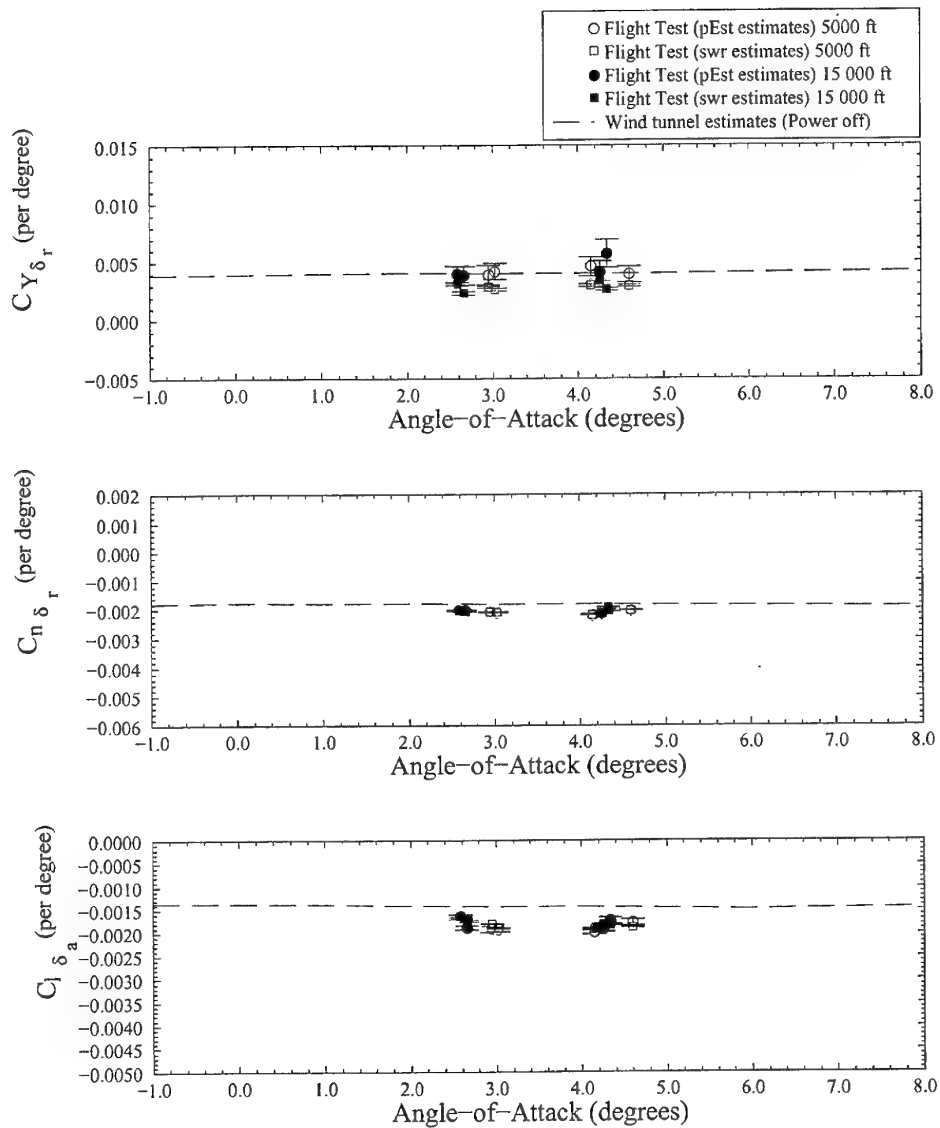 Flight Test (pEst estimates) 5000 ft
Flight Test (swr estimates) 5000 ft
Flight Test (pEst estimates) 15 000 ft
Flight Test (swr estimates) 15 000 ft
Wind tunnel estimates (Power off)
C Y δ r (per degree)
0.015
0.010
0.005
0.000
−0.005
−1.0 0.0 1.0 2.0 3.0 4.0 5.0 6.0 7.0 8.0
Angle−of−Attack (degrees)
C n δ r (per degree)
0.002
0.001
0.000
−0.001
−0.002
−0.003
−0.004
−0.005
−0.006
−1.0 0.0 1.0 2.0 3.0 4.0 5.0 6.0 7.0 8.0
Angle−of−Attack (degrees)
C l δ a (per degree)
0.0000
−0.0005
−0.0010
−0.0015
−0.0020
−0.0025
−0.0030
−0.0035
−0.0040
−0.0045
−0.0050
−1.0 0.0 1.0 2.0 3.0 4.0 5.0 6.0 7.0 8.0
Angle−of−Attack (degrees)